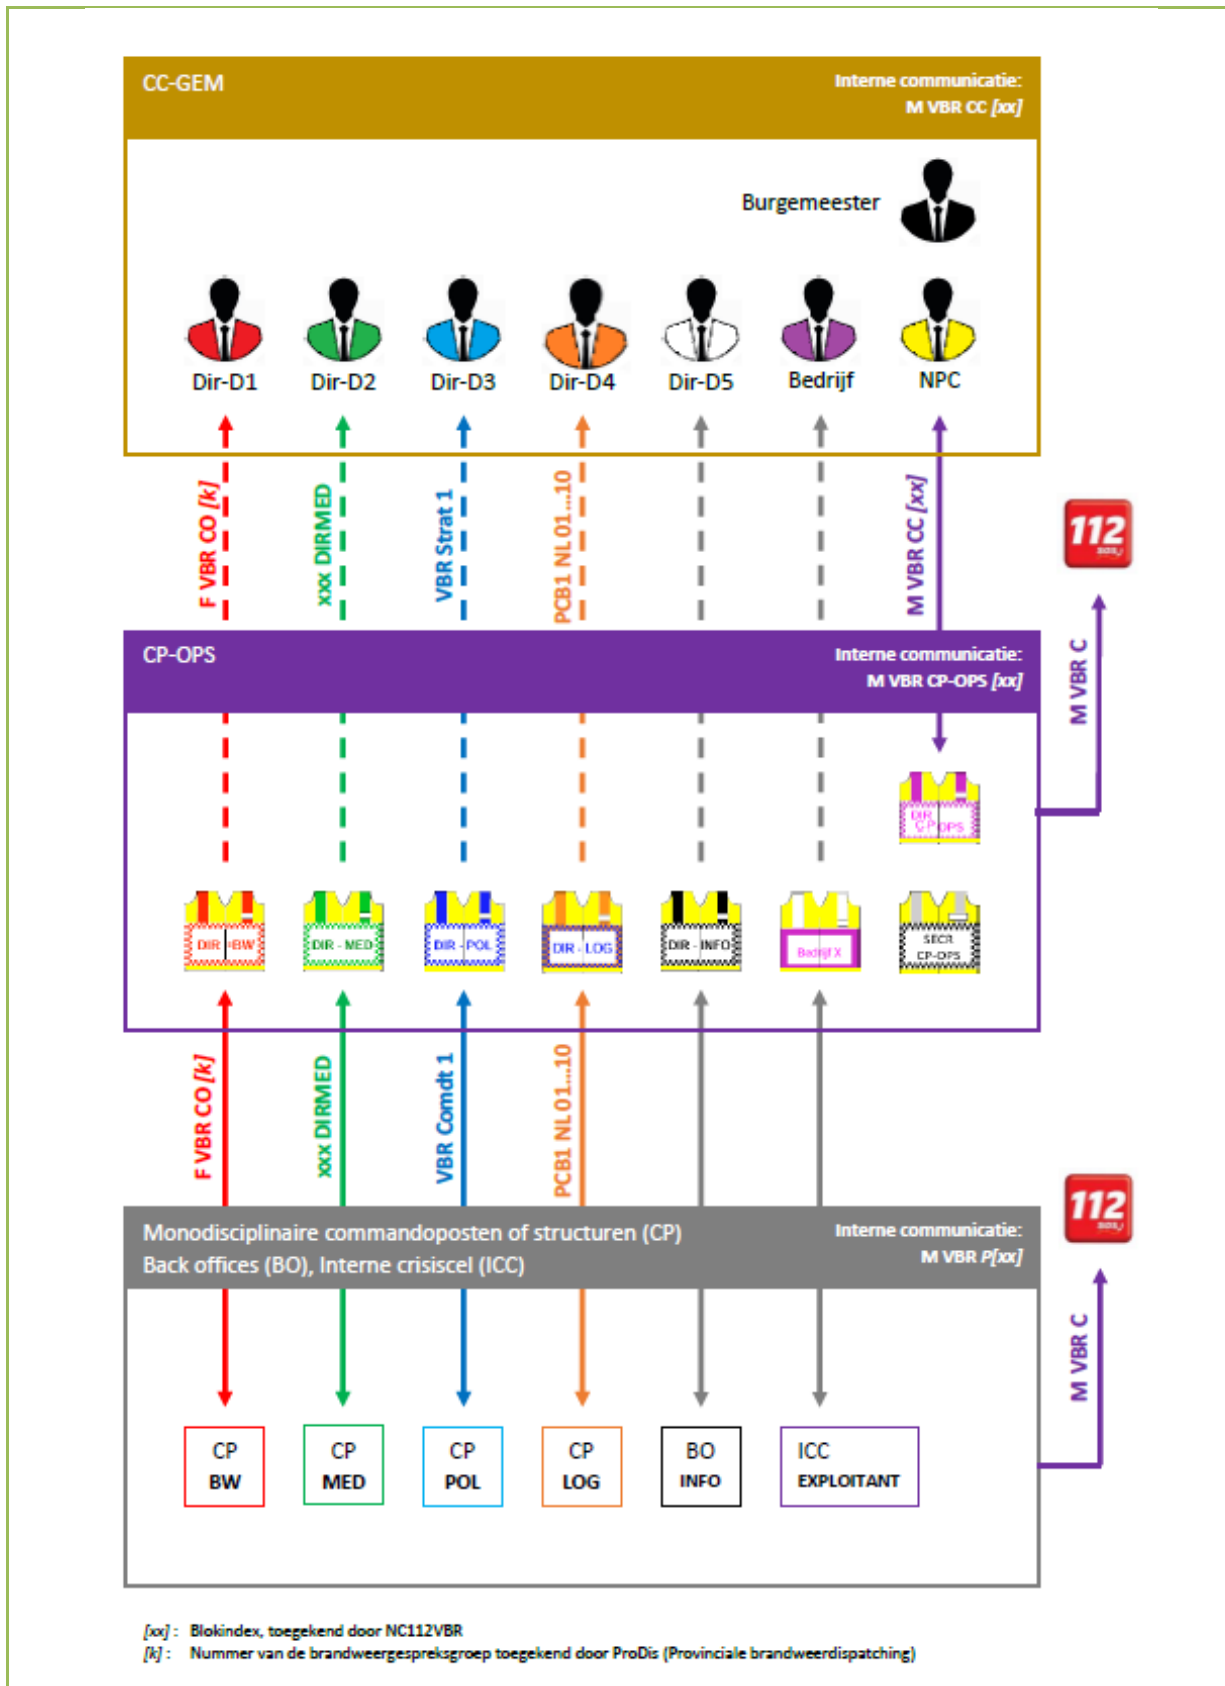 CC-GEM
Interne communicatie:
M VBR CC [xx]
Burgemeester
Dir-D1
Dir-D2
Dir-D3
Dir-D4
Dir-D5
Bedrijf
NPC
F VBR CO [k]
xxx DIRMED
VBR Strat 1
PCB1 NL 01...10
M VBR CC [xx]
112
SOS
M VBR C
CP-OPS
Interne communicatie:
M VBR CP-OPS [xx]
DIR
CP OPS
DIR BW
DIR - MED
DIR - POL
DIR - LOG
DIR - INFO
Bedrijf X
SECR
CP-OPS
F VBR CO [k]
xxx DIRMED
VBR Comdt 1
PCB1 NL 01...10
112
SOS
M VBR C
Monodisciplinaire commandoposten of structuren (CP)
Back offices (BO), Interne crisiscel (ICC)
Interne communicatie:
M VBR P[xx]
CP
BW
CP
MED
CP
POL
CP
LOG
BO
INFO
ICC
EXPLOITANT
[xx] : Blokindex, toegekend door NC112VBR
[k] : Nummer van de brandweergespreksgroep toegekend door ProDis (Provinciale brandweerdispatching)